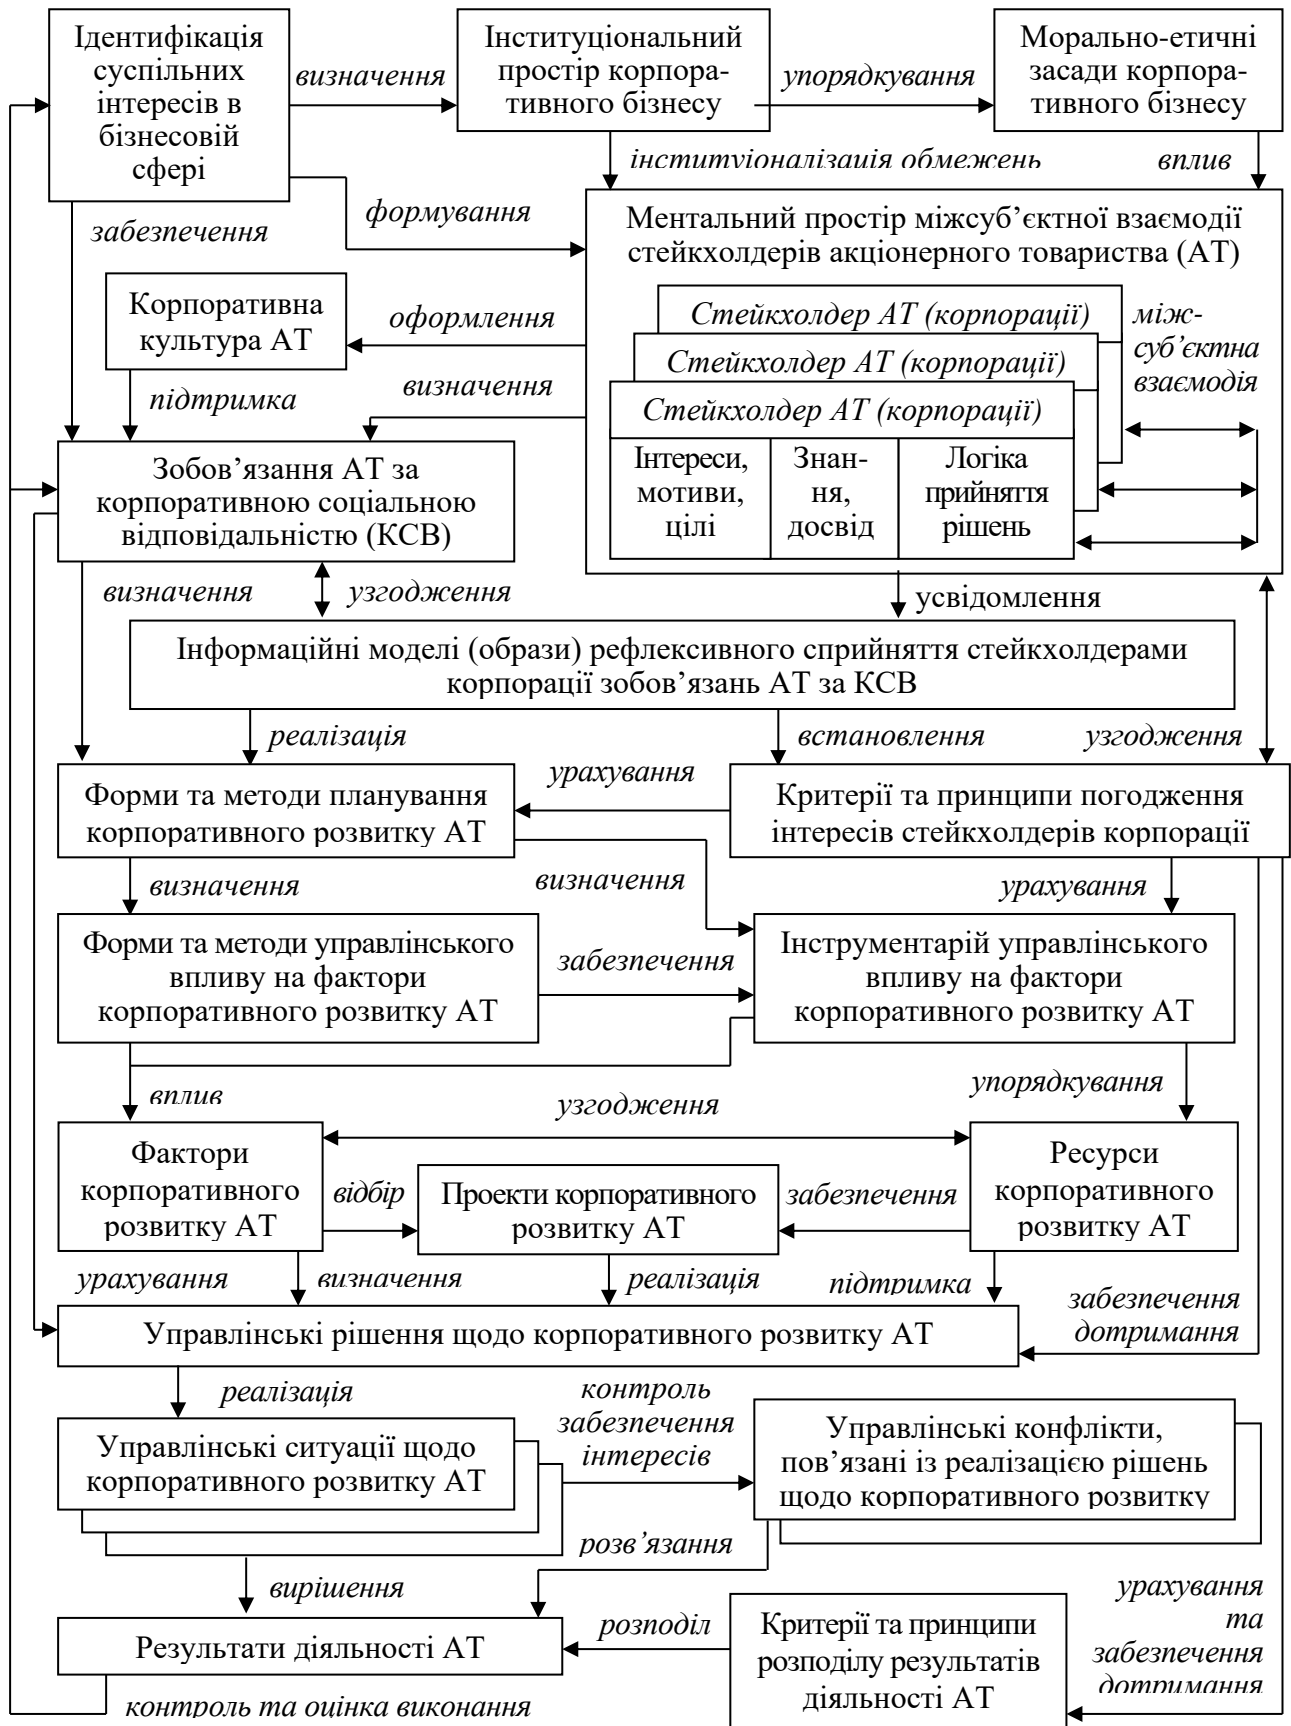 Ідентифікація
суспільних
інтересів в
бізнесовій
сфері
визначення
Інституціональний
простір корпора-
тивного бізнесу
упорядкування
Морально-етичні
засади корпора-
тивного бізнесу
інституціоналізація обмежень
вплив
забезпечення
формування
Ментальний простір міжсуб’єктної взаємодії
стейкхолдерів акціонерного товариства (АТ)
Корпоративна
культура АТ
оформлення
Стейкхолдер АТ (корпорації)
Стейкхолдер АТ (корпорації)
Стейкхолдер АТ (корпорації)
між-
суб’єктна
взаємодія
підтримка
визначення
Інтереси,
мотиви,
цілі
Знан-
ня,
досвід
Логіка
прийняття
рішень
Зобов’язання АТ за
корпоративною соціальною
відповідальністю (КСВ)
визначення
узгодження
усвідомлення
Інформаційні моделі (образи) рефлексивного сприйняття стейкхолдерами
корпорації зобов’язань АТ за КСВ
реалізація
встановлення
узгодження
Форми та методи планування
корпоративного розвитку АТ
урахування
Критерії та принципи погодження
інтересів стейкхолдерів корпорації
визначення
визначення
урахування
Форми та методи управлінського
впливу на фактори
корпоративного розвитку АТ
забезпечення
Інструментарій управлінського
впливу на фактори
корпоративного розвитку АТ
вплив
узгодження
упорядкування
Фактори
корпоративного
розвитку АТ
відбір
Проекти корпоративного
розвитку АТ
забезпечення
Ресурси
корпоративного
розвитку АТ
урахування
визначення
реалізація
підтримка
забезпечення
дотримання
Управлінські рішення щодо корпоративного розвитку АТ
реалізація
контроль
забезпечення
інтересів
Управлінські ситуації щодо
корпоративного розвитку АТ
Управлінські конфлікти,
пов’язані із реалізацією рішень
щодо корпоративного розвитку
розв’язання
вирішення
Результати діяльності АТ
розподіл
Критерії та принципи
розподілу результатів
діяльності АТ
урахування
та
забезпечення
дотримання
контроль та оцінка виконання